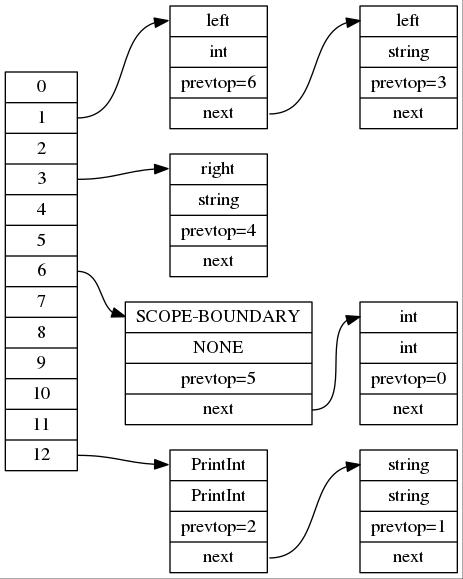 0
1
2
3
4
5
6
7
8
9
10
11
12
left
int
prevtop=6
next
left
string
prevtop=3
next
right
string
prevtop=4
next
SCOPE-BOUNDARY
NONE
prevtop=5
next
int
int
prevtop=0
next
PrintInt
PrintInt
prevtop=2
next
string
string
prevtop=1
next